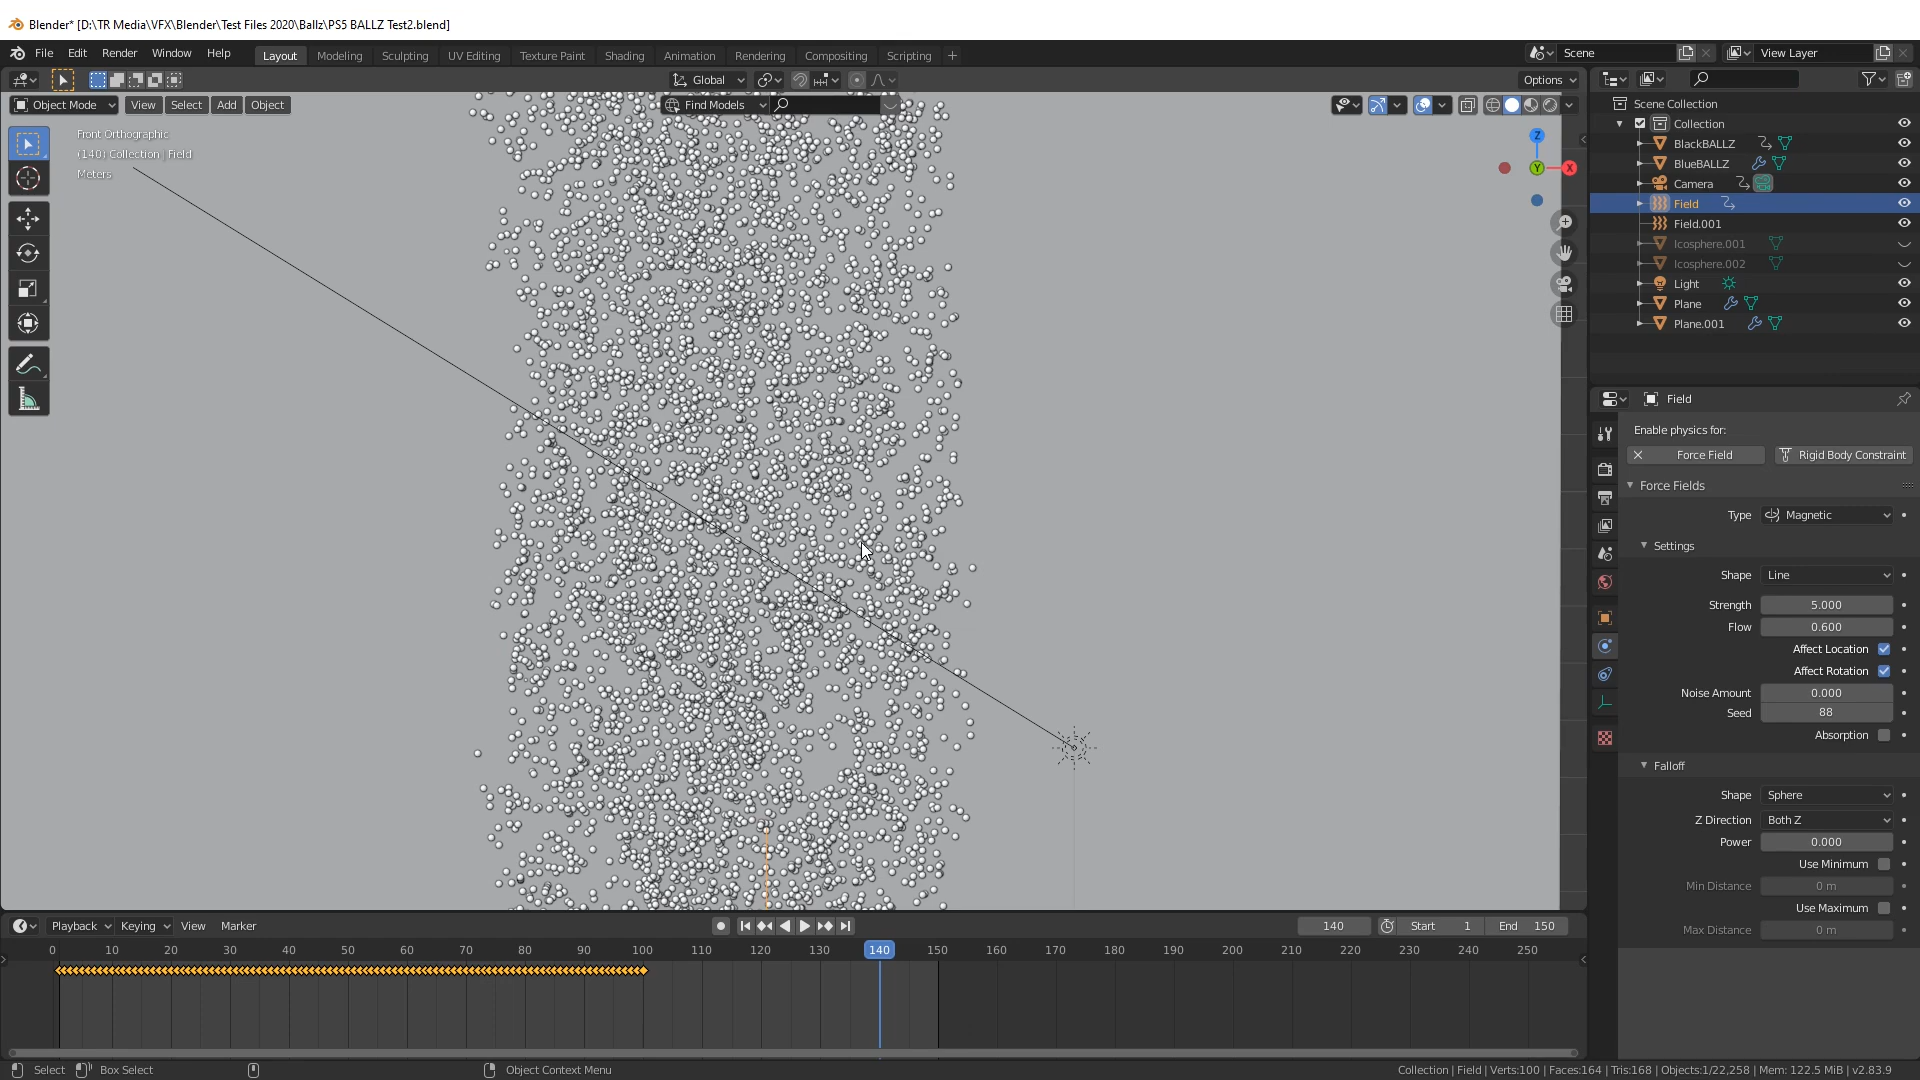 Blender* [D:\TR Media\VFX\Blender\Test Files 2020\Ballz\PS5 BALLZ Test2.blend]
File Edit Render Window Help Layout Modeling Sculpting UV Editing Texture Paint Shading Animation Rendering Compositing Scripting + Scene View Layer
Global Options
Object Mode View Select Add Object Find Models
Front Orthographic
(140) Collection | Field
Meters
Z
Y
X
Scene Collection
Collection
BlackBALLZ
BlueBALLZ
Camera
Field
Field.001
Icosphere.001
Icosphere.002
Light
Plane
Plane.001
Field
Enable physics for:
Force Field Rigid Body Constraint
Force Fields
Type Magnetic
Settings
Shape Line
Strength 5.000
Flow 0.600
Affect Location
Affect Rotation
Noise Amount 0.000
Seed 88
Absorption
Falloff
Shape Sphere
Z Direction Both Z
Power 0.000
Use Minimum
Min Distance 0 m
Use Maximum
Max Distance 0 m
Playback Keying View Marker 140 Start 1 End 150
0 10 20 30 40 50 60 70 80 90 100 110 120 130 140 150 160 170 180 190 200 210 220 230 240 250
Select Box Select Object Context Menu Collection | Field | Verts:100 | Faces:164 | Tris:168 | Objects:1/22,258 | Mem: 122.5 MiB | v2.83.9